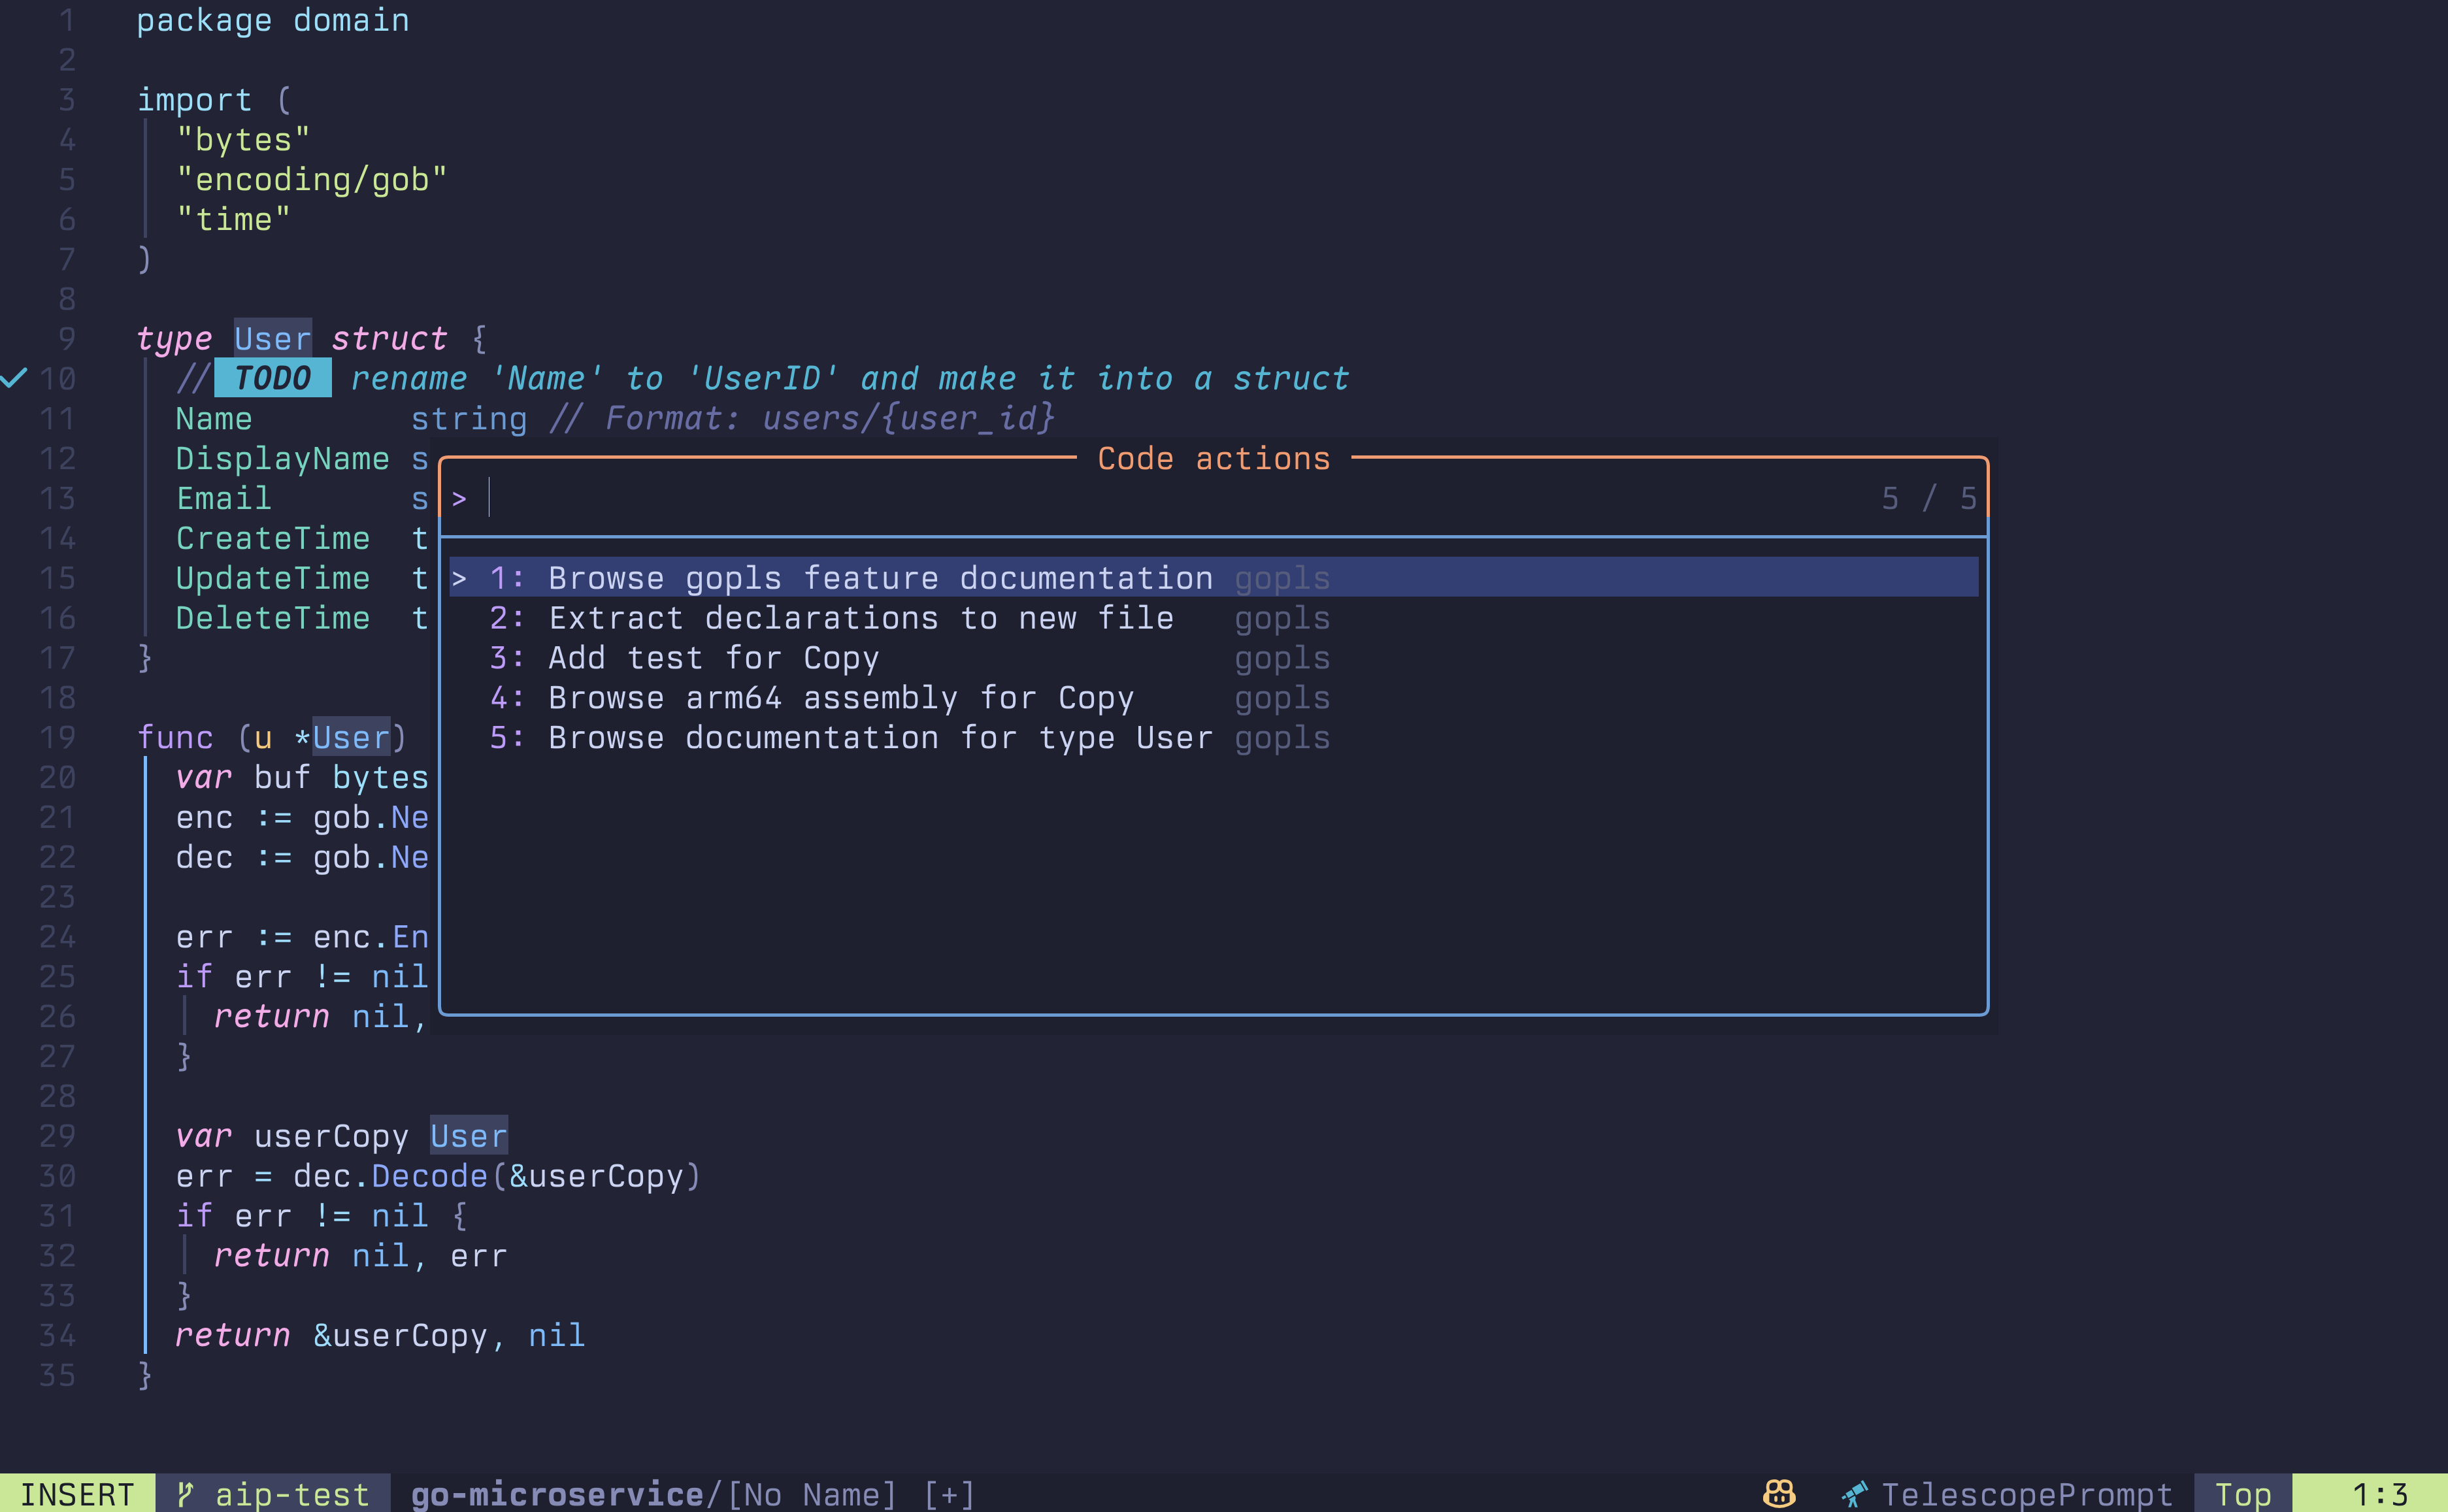 1 package domain
2
3 import (
4 "bytes"
5 "encoding/gob"
6 "time"
7 )
8
9 type User struct {
10 // TODO rename 'Name' to 'UserID' and make it into a struct
11 Name string // Format: users/{user_id}
12 DisplayName s
Code actions
13 Email s
> 5 / 5
14 CreateTime t
15 UpdateTime t
> 1: Browse gopls feature documentation gopls
16 DeleteTime t
2: Extract declarations to new file gopls
17 }
3: Add test for Copy gopls
18
4: Browse arm64 assembly for Copy gopls
19 func (u *User)
5: Browse documentation for type User gopls
20 var buf bytes
21 enc := gob.Ne
22 dec := gob.Ne
23
24 err := enc.En
25 if err != nil
26 return nil,
27 }
28
29 var userCopy User
30 err = dec.Decode(&userCopy)
31 if err != nil {
32 return nil, err
33 }
34 return &userCopy, nil
35 }
INSERT aip-test go-microservice/[No Name] [+] TelescopePrompt Top 1:3